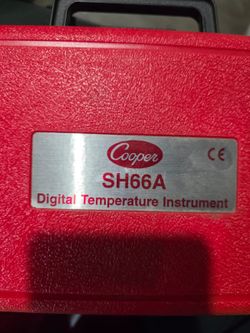 Cooper
CE
SH66A
Digital Temperature Instrument